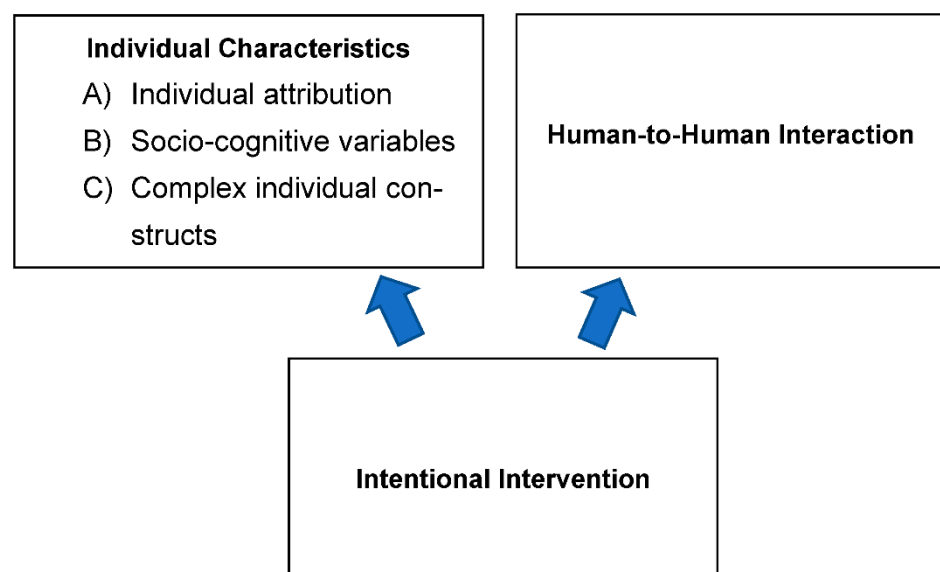 Individual Characteristics
A) Individual attribution
B) Socio-cognitive variables
C) Complex individual con-
structs
Human-to-Human Interaction
Intentional Intervention